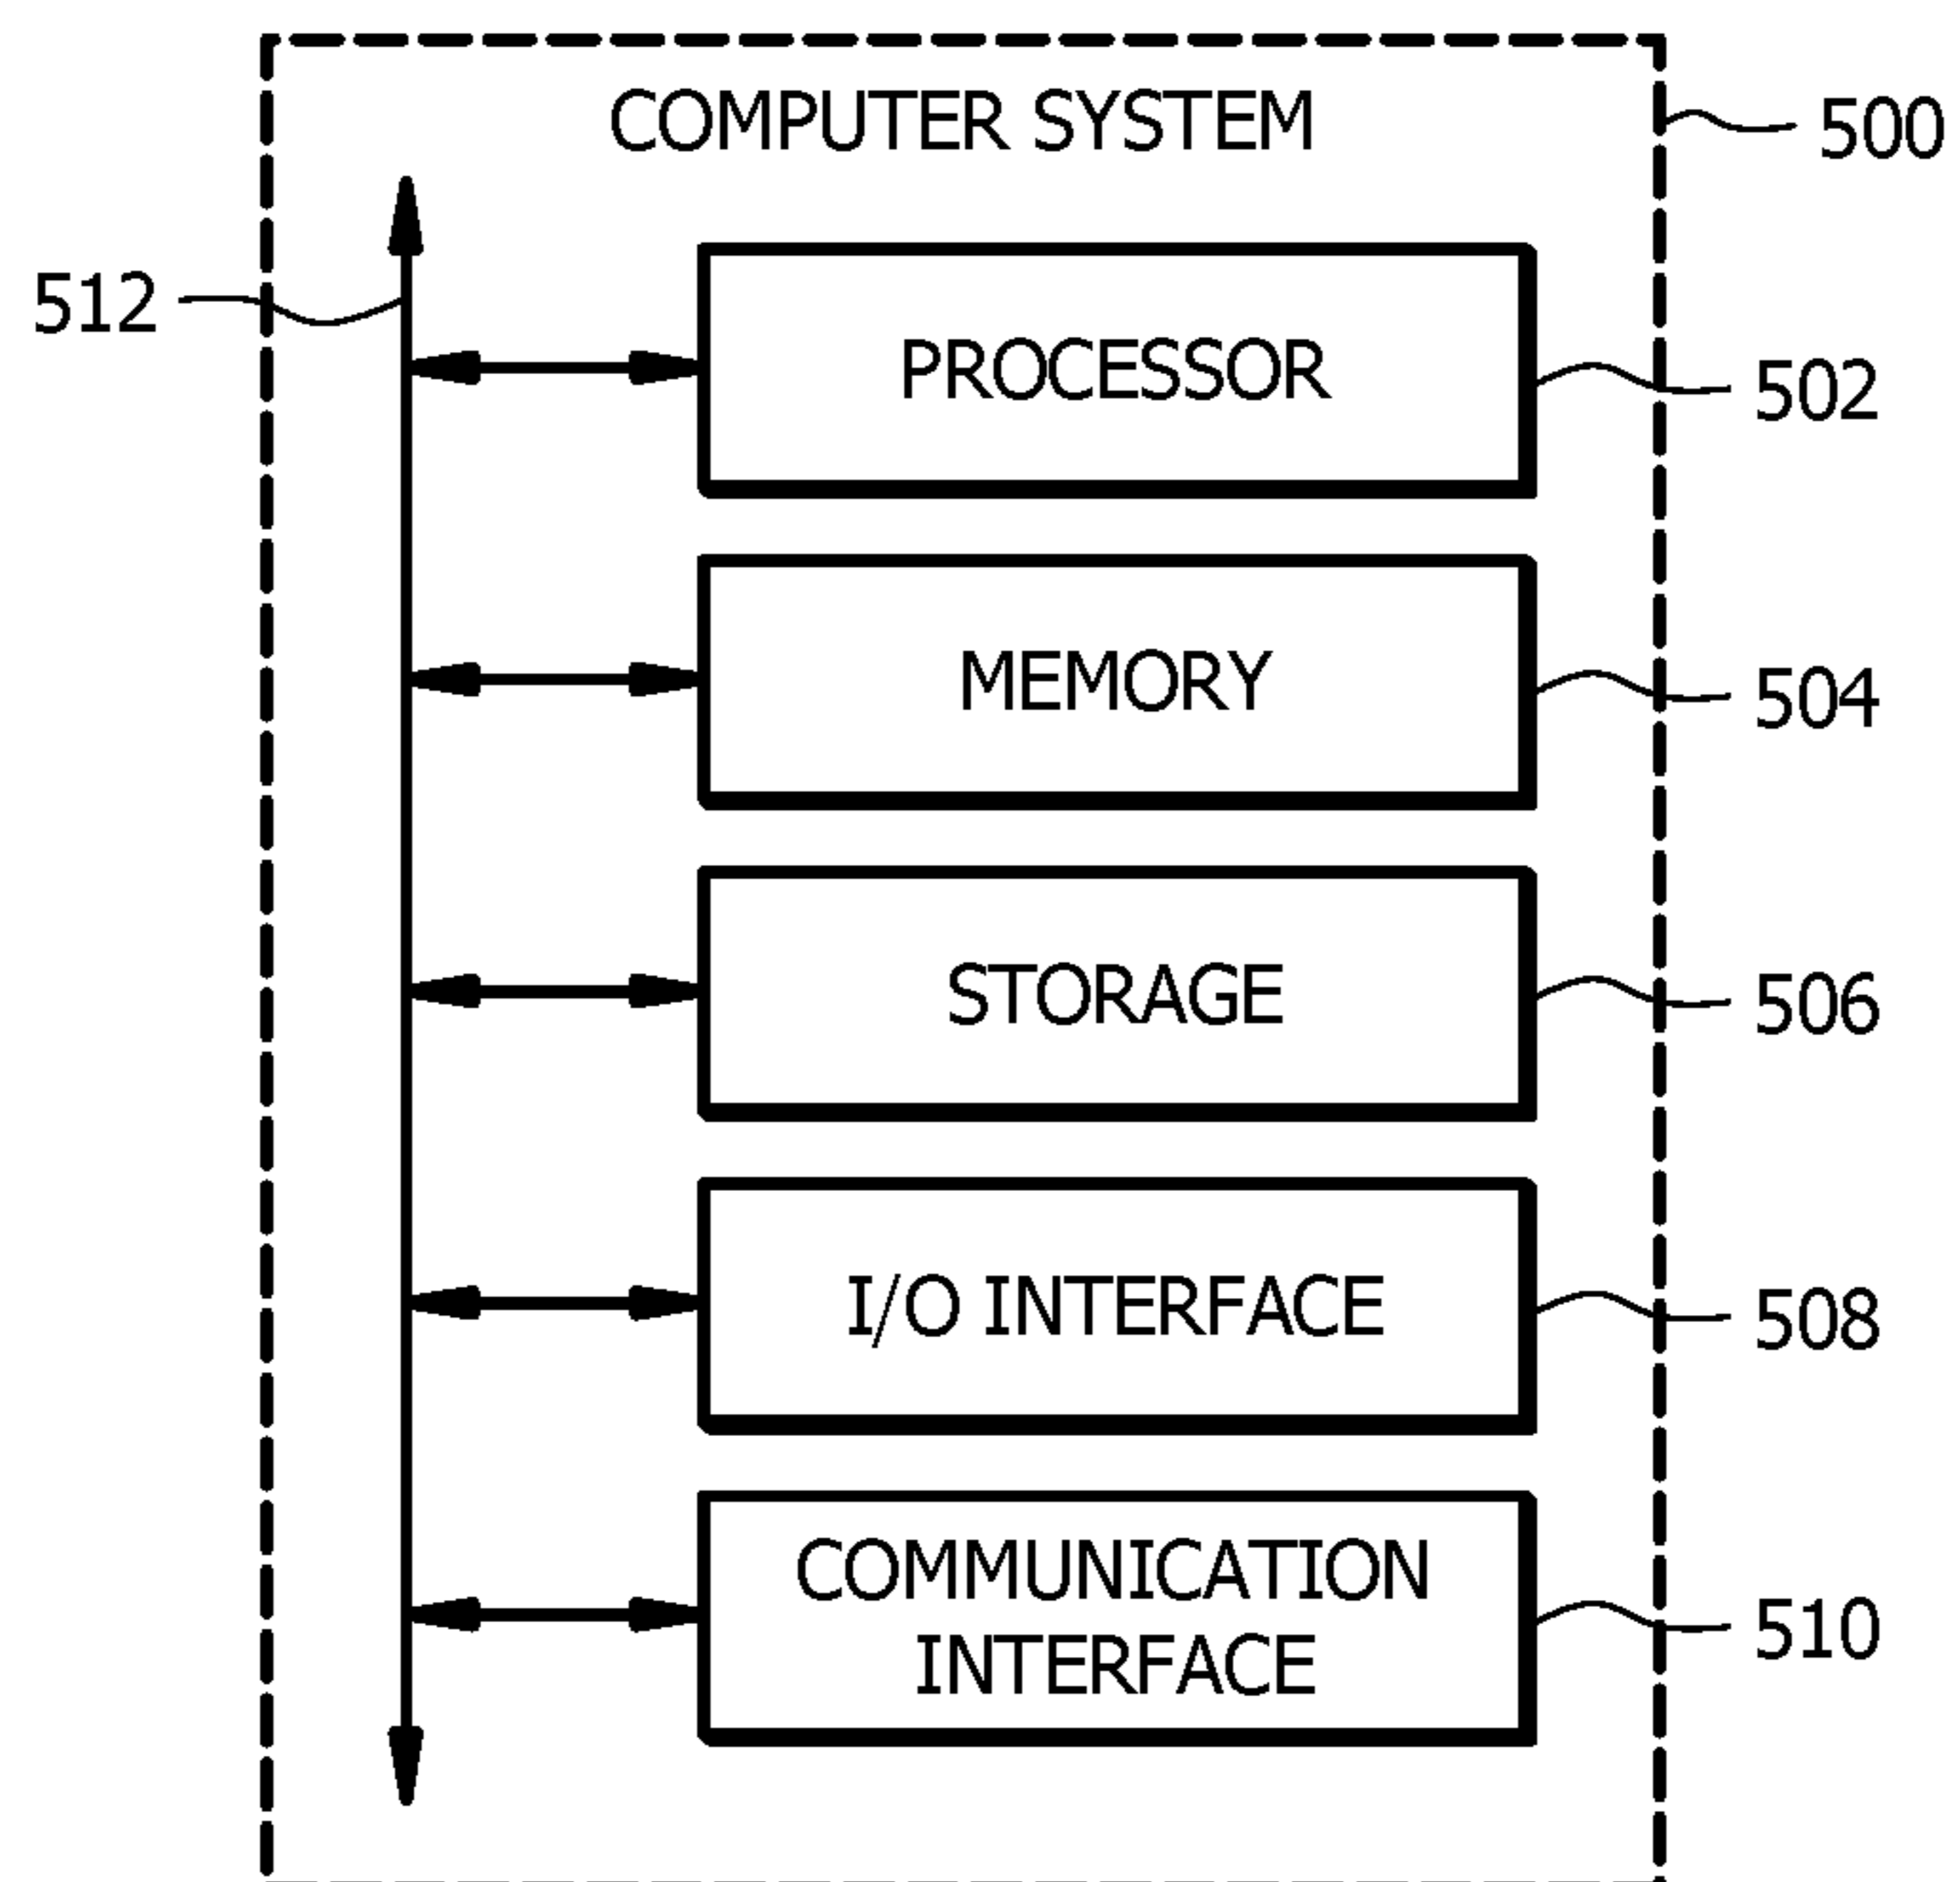 COMPUTER SYSTEM
500
512
PROCESSOR
502
MEMORY
504
STORAGE
506
I/O INTERFACE
508
COMMUNICATION
INTERFACE
510